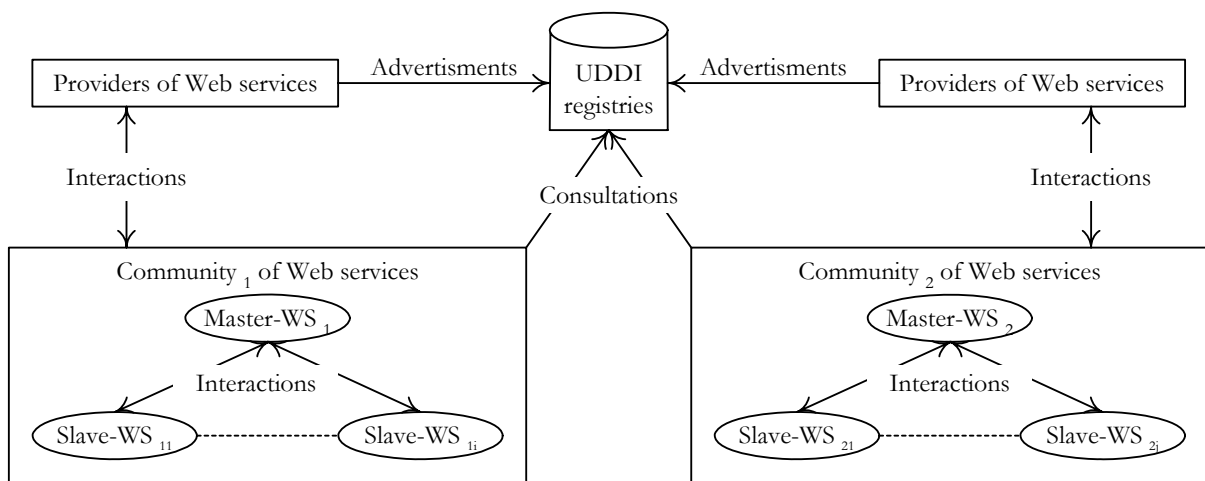 Providers of Web services
Advertisments
UDDI
registries
Advertisments
Providers of Web services
Interactions
Consultations
Interactions
Community 1 of Web services
Master-WS 1
Interactions
Slave-WS 11
Slave-WS 1i
Community 2 of Web services
Master-WS 2
Interactions
Slave-WS 21
Slave-WS 2j